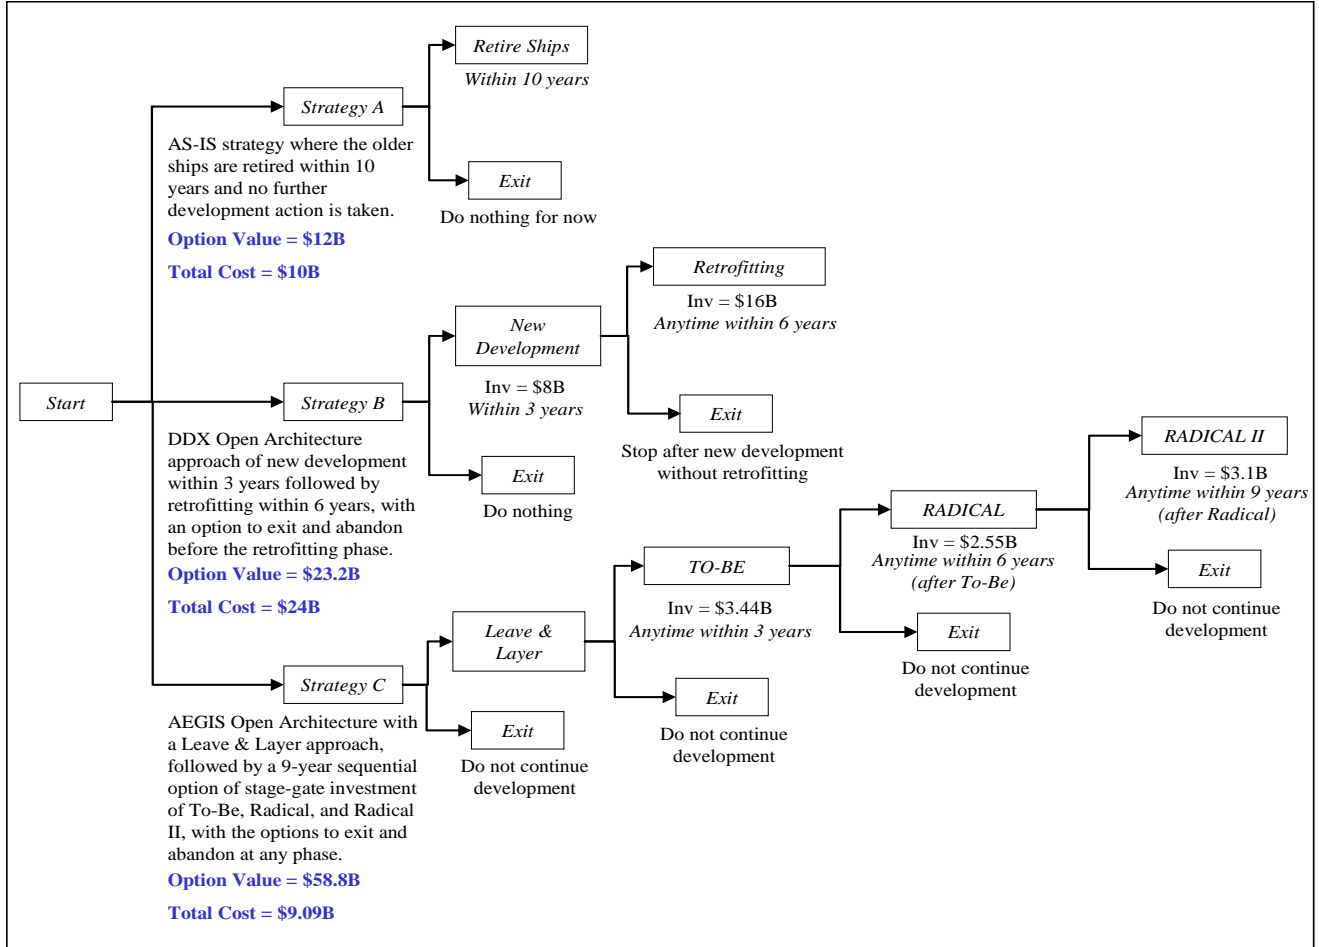 Retire Ships
Within 10 years
Strategy A
AS-IS strategy where the older
ships are retired within 10
years and no further
development action is taken.
Option Value = $12B
Total Cost = $10B
Exit
Do nothing for now
Retrofitting
Inv = $16B
Anytime within 6 years
New
Development
Inv = $8B
Within 3 years
Start
Strategy B
Exit
Stop after new development
without retrofitting
DDX Open Architecture
approach of new development
within 3 years followed by
retrofitting within 6 years, with
an option to exit and abandon
before the retrofitting phase.
Option Value = $23.2B
Total Cost = $24B
Exit
Do nothing
RADICAL II
Inv = $3.1B
Anytime within 9 years
(after Radical)
RADICAL
Inv = $2.55B
Anytime within 6 years
(after To-Be)
TO-BE
Inv = $3.44B
Anytime within 3 years
Exit
Do not continue
development
Leave &
Layer
Exit
Do not continue
development
Strategy C
Exit
Do not continue
development
Exit
Do not continue
development
AEGIS Open Architecture with
a Leave & Layer approach,
followed by a 9-year sequential
option of stage-gate investment
of To-Be, Radical, and Radical
II, with the options to exit and
abandon at any phase.
Option Value = $58.8B
Total Cost = $9.09B